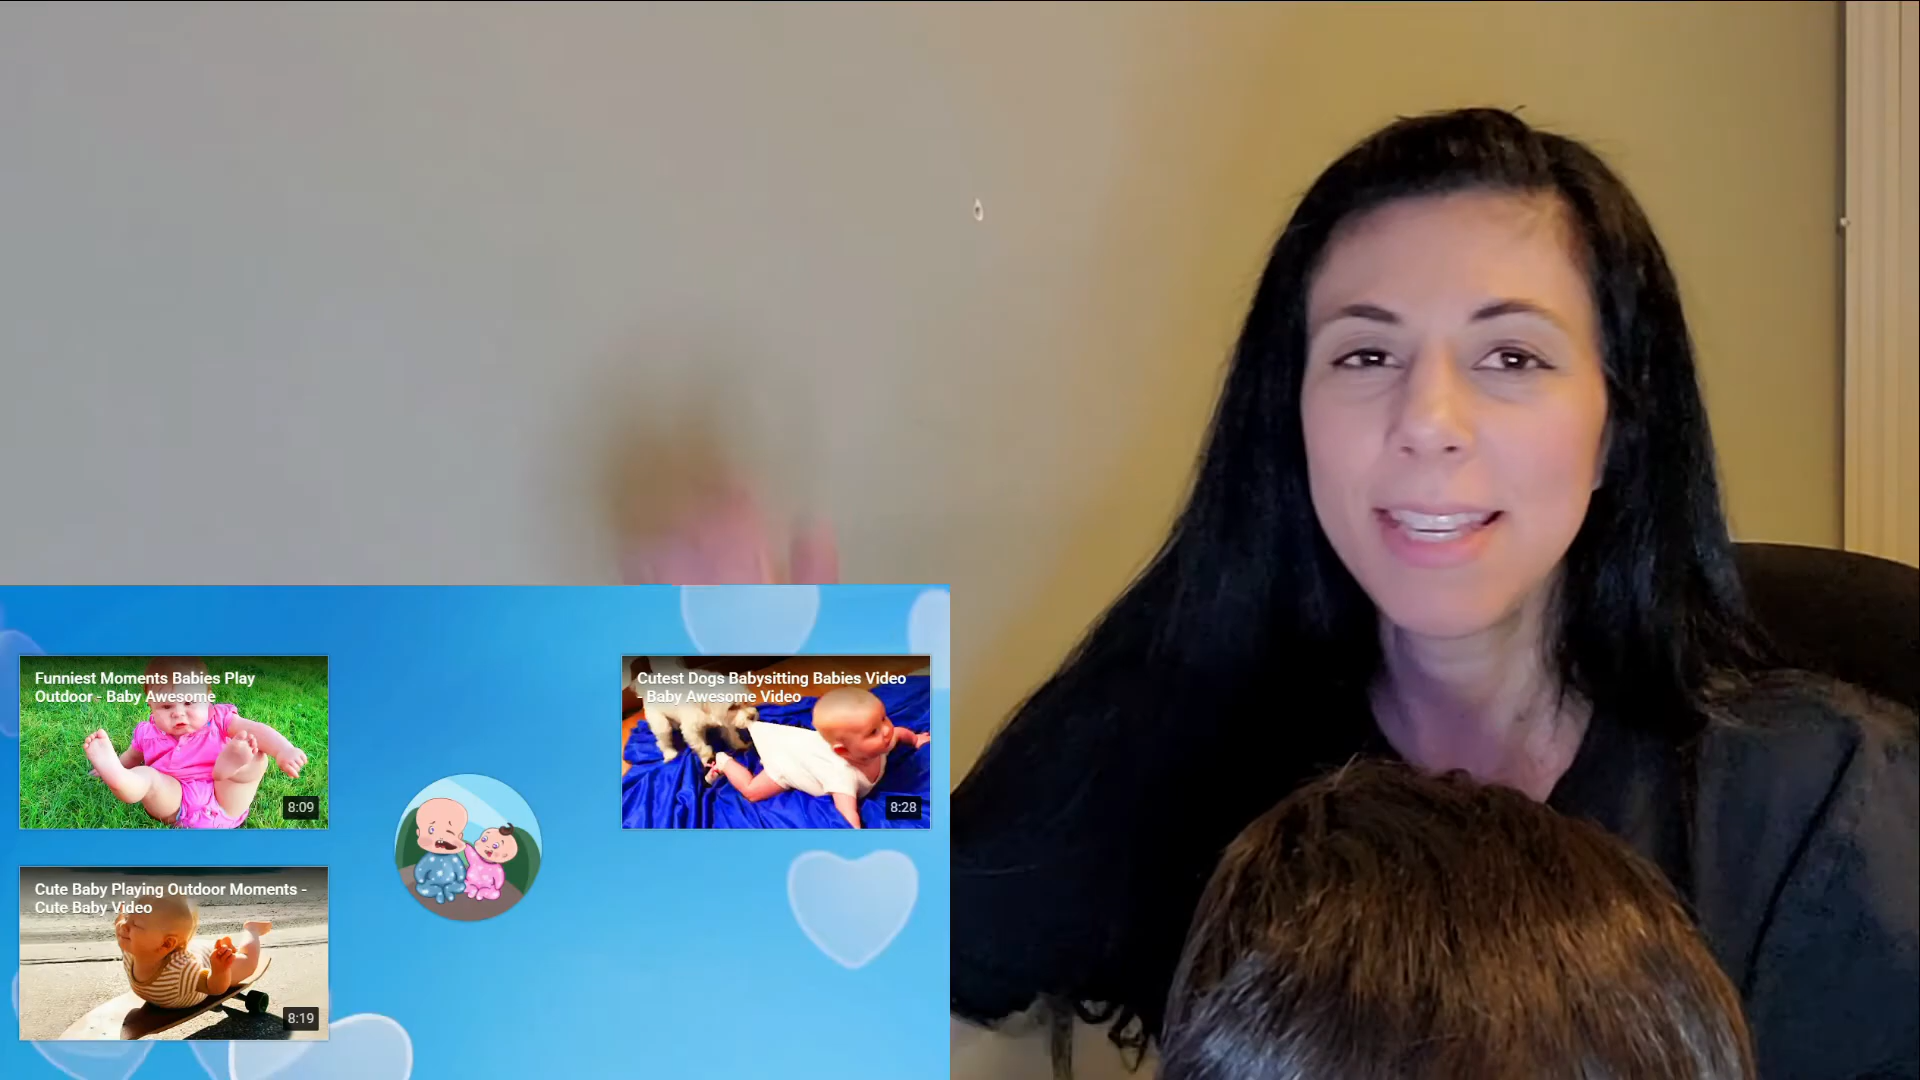 Funniest Moments Babies Play
Outdoor - Baby Awesome
8:09
Cutest Dogs Babysitting Babies Video
- Baby Awesome Video
8:28
Cute Baby Playing Outdoor Moments -
Cute Baby Video
8:19